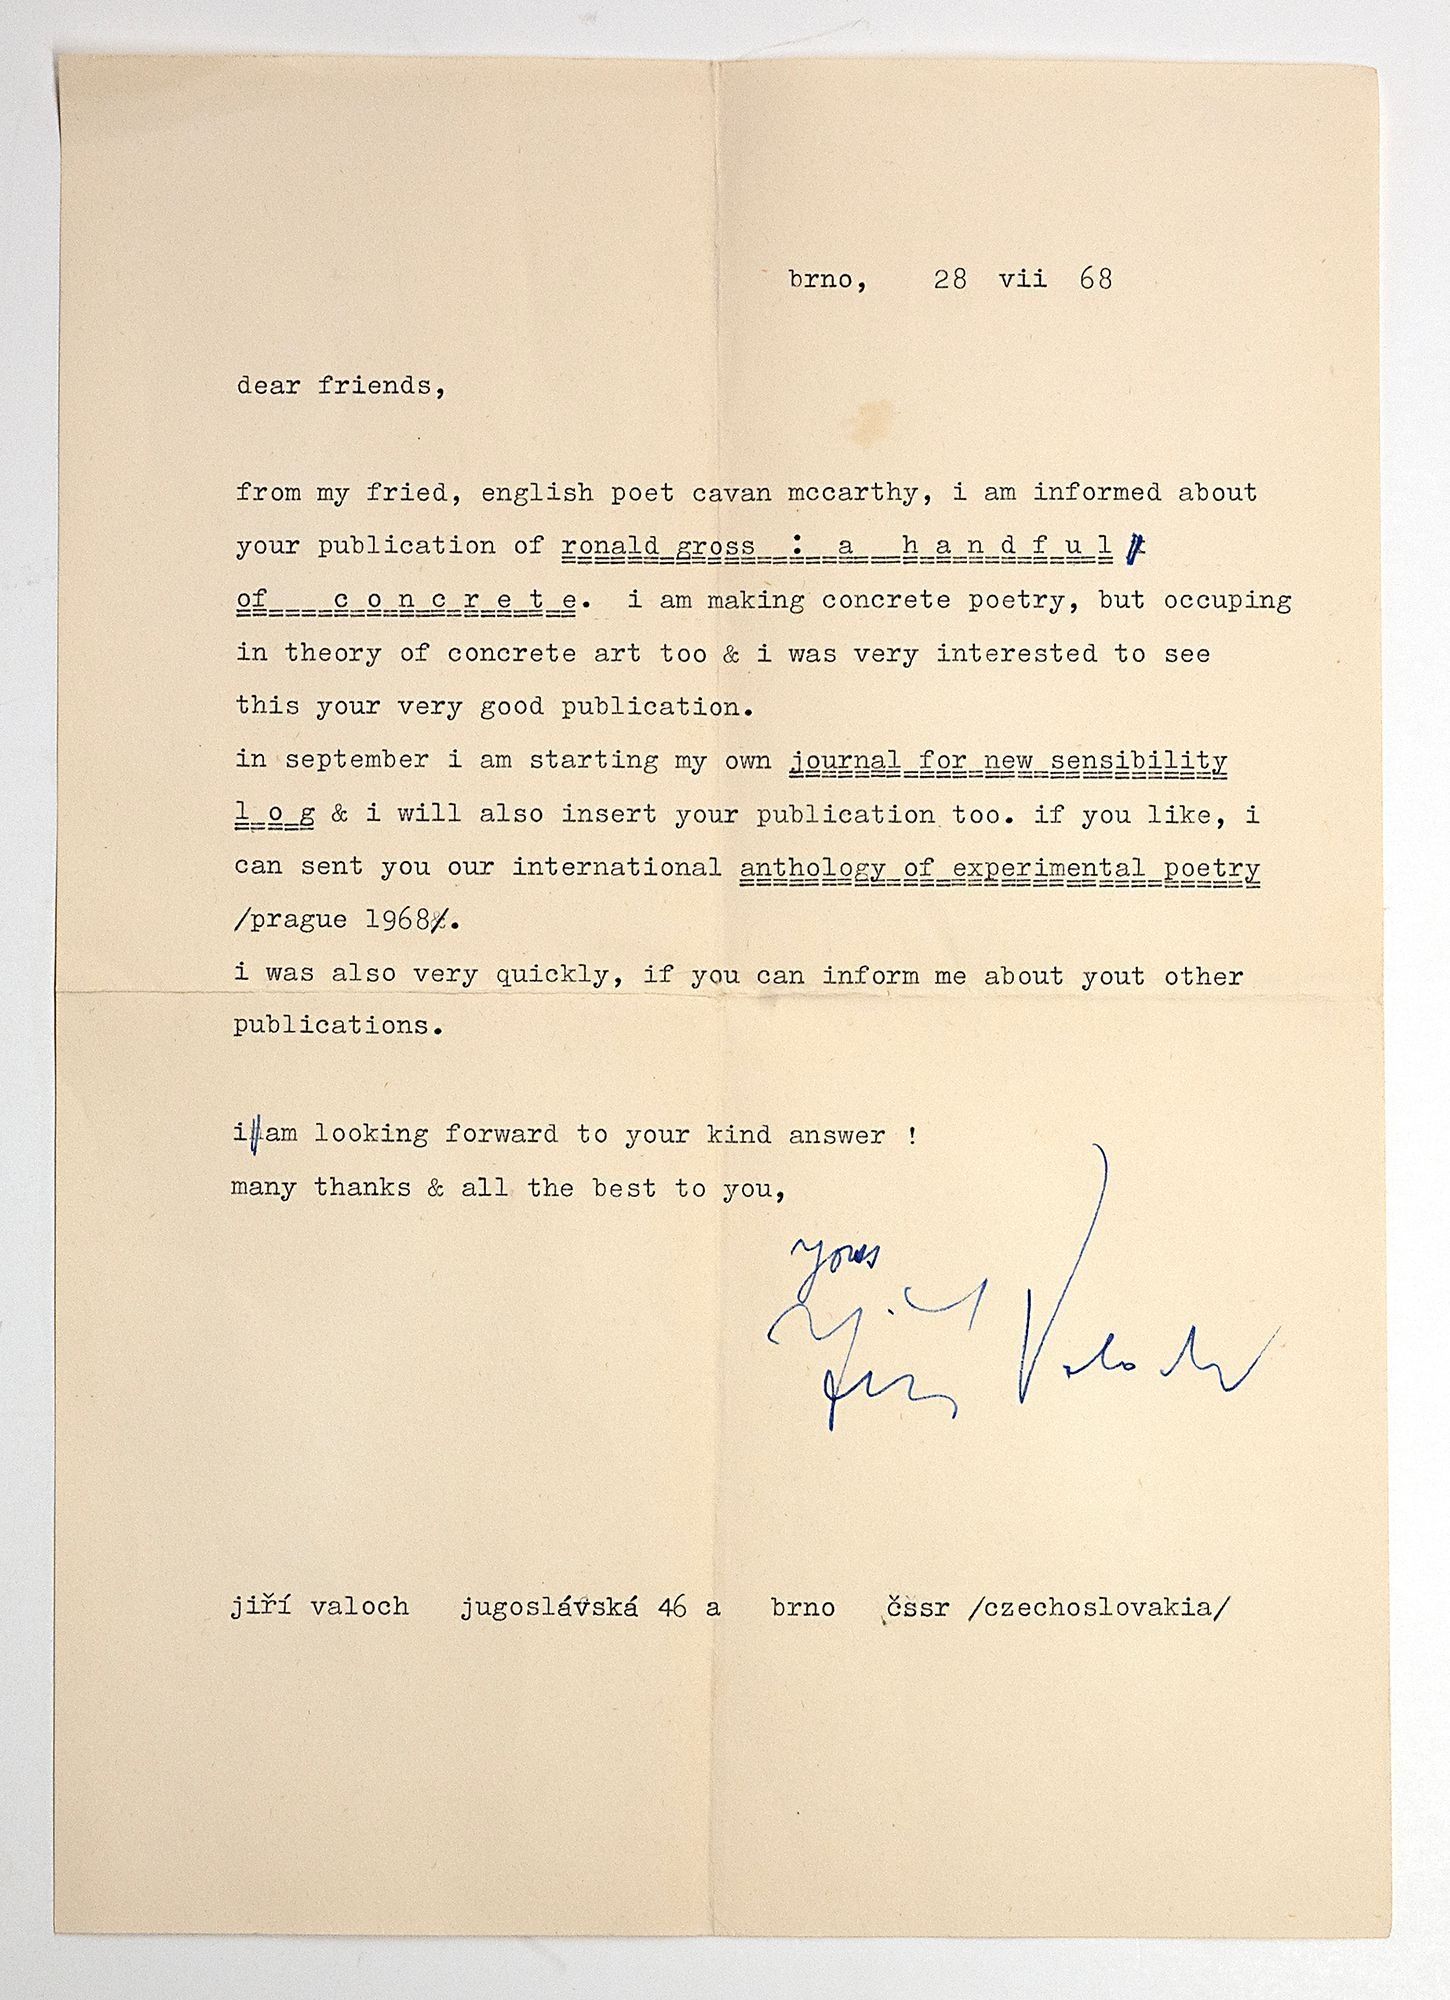 brno, 28 vii 68
dear friends,
from my fried, english poet cavan mccarthy, i am informed about
your publication of ronald gross : a h a n d f u l
of c o n c r e t e. i am making concrete poetry, but occuping
in theory of concrete art too & i was very interested to see
this your very good publication.
in september i am starting my own journal for new sensibility
l o g & i will also insert your publication too. if you like, i
can sent you our international anthology of experimental poetry
/prague 1968/.
i was also very quickly, if you can inform me about yout other
publications.
i am looking forward to your kind answer !
many thanks & all the best to you,
yours
Jiří Valoch
jiří valoch jugoslávská 46 a brno čssr /czechoslovakia/